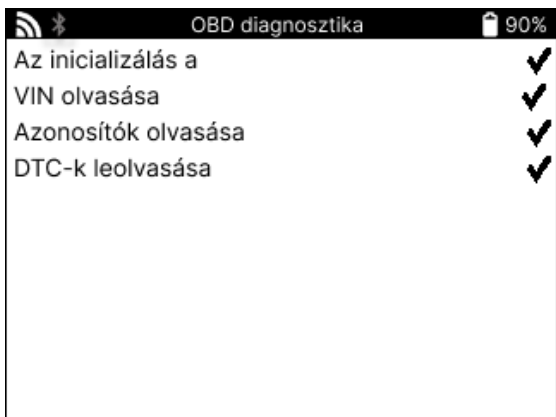 OBD diagnosztika 90%
Az inicializálás a
VIN olvasása
Azonosítók olvasása
DTC-k leolvasása